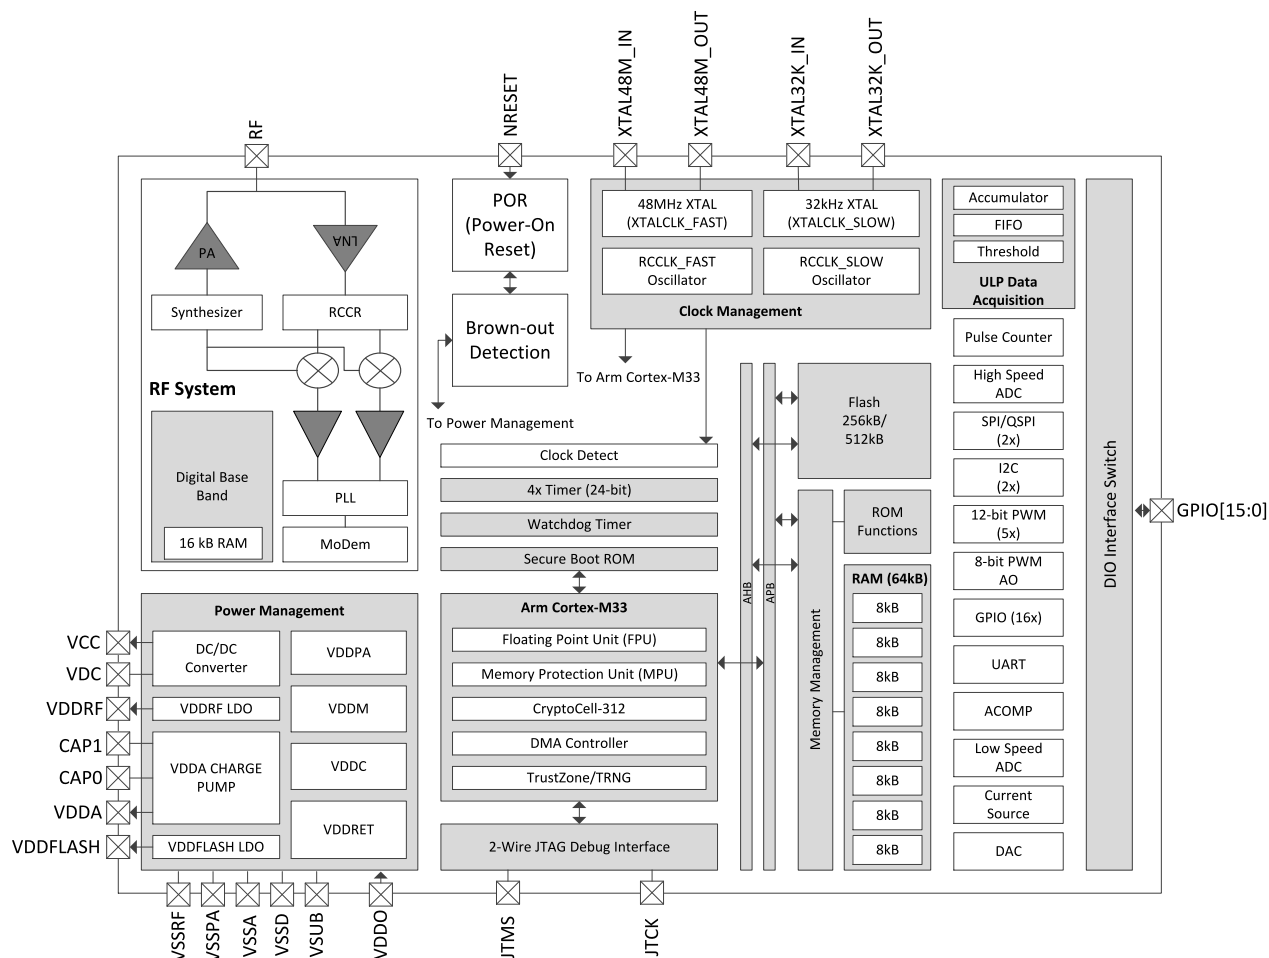 XTAL48M_IN
XTAL48M_OUT
XTAL32K_IN
XTAL32K_OUT
RF
NRESET
PA
LNA
Synthesizer
RCCR
RF System
Digital Base
Band
16 kB RAM
PLL
MoDem
POR
(Power-On
Reset)
Brown-out
Detection
To Power Management
48MHz XTAL
(XTALCLK_FAST)
32kHz XTAL
(XTALCLK_SLOW)
RCCLK_FAST
Oscillator
RCCLK_SLOW
Oscillator
Clock Management
To Arm Cortex-M33
Clock Detect
4x Timer (24-bit)
Watchdog Timer
Secure Boot ROM
Arm Cortex-M33
Floating Point Unit (FPU)
Memory Protection Unit (MPU)
CryptoCell-312
DMA Controller
TrustZone/TRNG
2-Wire JTAG Debug Interface
AHB
APB
Flash
256kB/
512kB
Memory Management
ROM
Functions
RAM (64kB)
8kB
8kB
8kB
8kB
8kB
8kB
8kB
8kB
Accumulator
FIFO
Threshold
ULP Data
Acquisition
Pulse Counter
High Speed
ADC
SPI/QSPI
(2x)
I2C
(2x)
12-bit PWM
(5x)
8-bit PWM
AO
GPIO (16x)
UART
ACOMP
Low Speed
ADC
Current
Source
DAC
DIO Interface Switch
GPIO[15:0]
Power Management
DC/DC
Converter
VDDRF LDO
VDDA CHARGE
PUMP
VDDFLASH LDO
VDDPA
VDDM
VDDC
VDDRET
VCC
VDC
VDDRF
CAP1
CAP0
VDDA
VDDFLASH
VSSRF
VSSPA
VSSA
VSSD
VSUB
VDDO
JTMS
JTCK